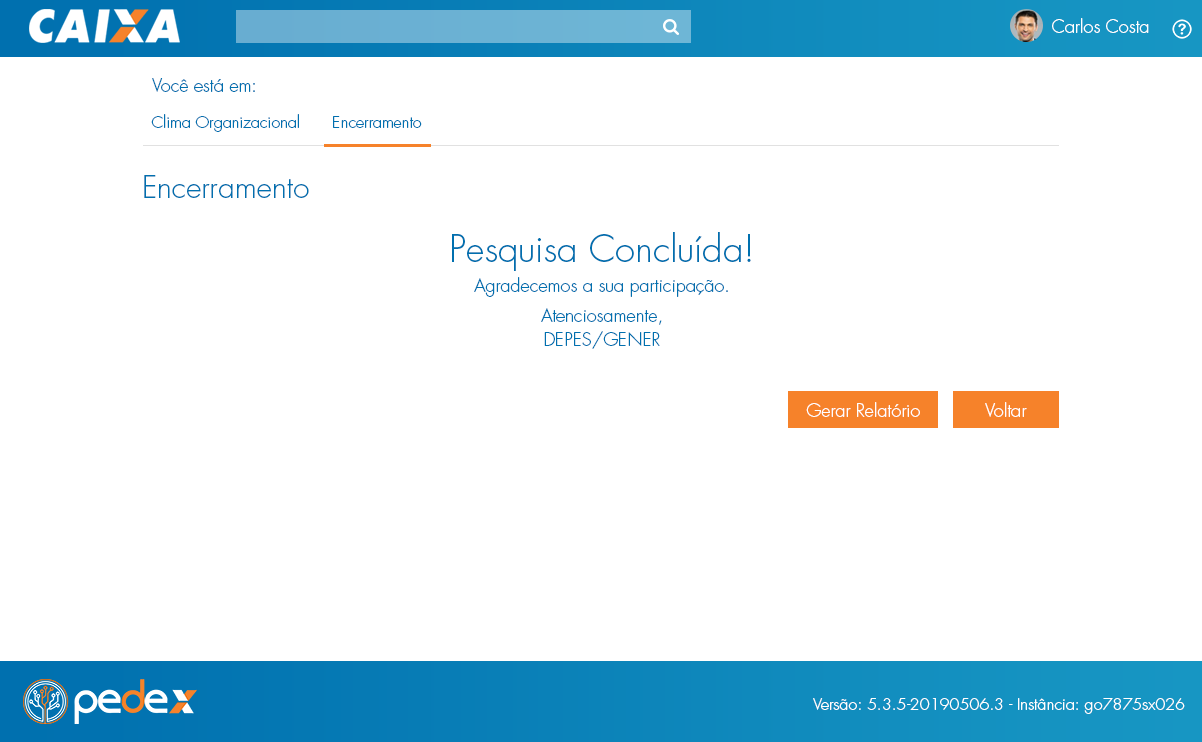 CAIXA
Carlos Costa
Você está em:
Clima Organizacional Encerramento
Encerramento
Pesquisa Concluída!
Agradecemos a sua participação.
Atenciosamente,
DEPES/GENER
Gerar Relatório Voltar
pedex
Versão: 5.3.5-20190506.3 - Instância: go7875sx026